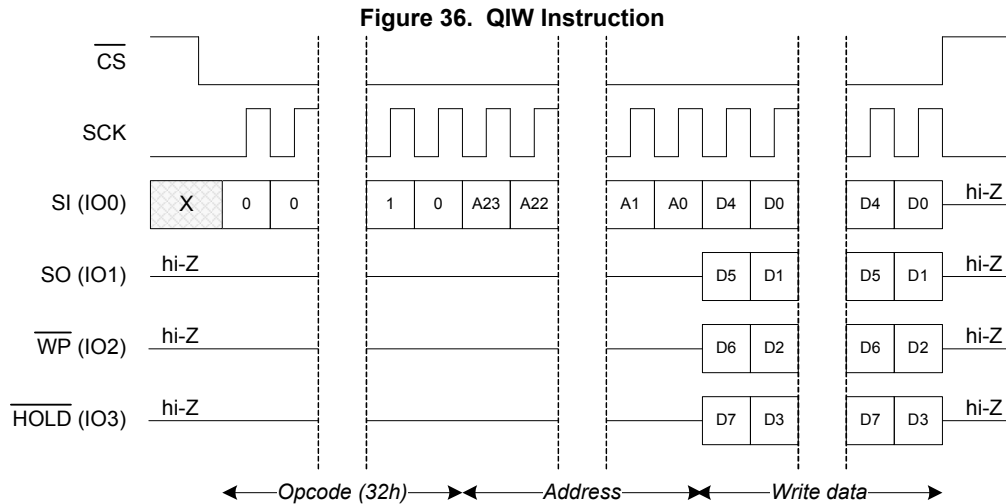 Figure 36. QIW Instruction
CS
SCK
SI (IO0) X 0 0 1 0 A23 A22 A1 A0 D4 D0 D4 D0 hi-Z
SO (IO1) hi-Z D5 D1 D5 D1 hi-Z
WP (IO2) hi-Z D6 D2 D6 D2 hi-Z
HOLD (IO3) hi-Z D7 D3 D7 D3 hi-Z
Opcode (32h) Address Write data